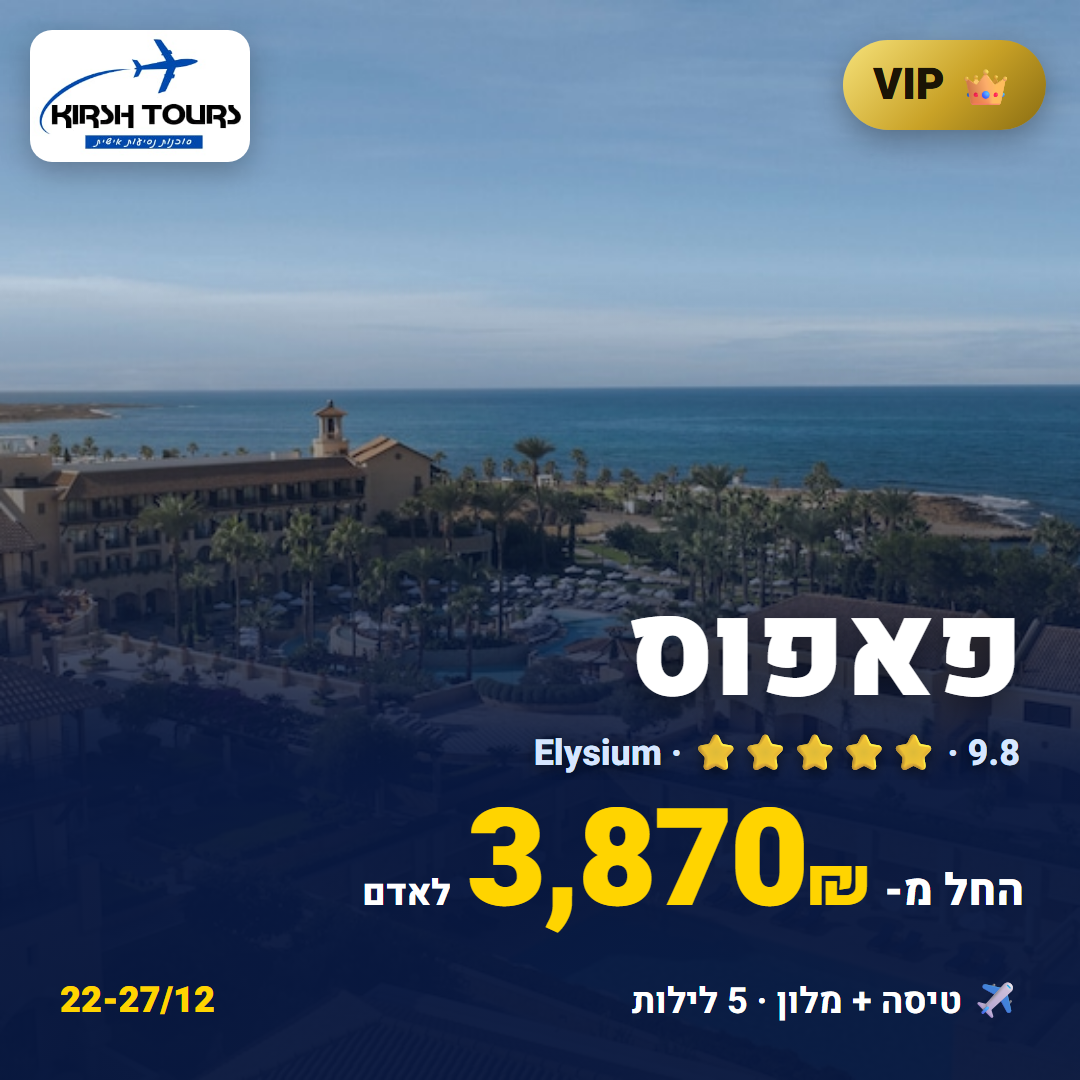 KIRSH TOURS
סוכנות נסיעות אישית
VIP 👑
פאפוס
Elysium · ⭐⭐⭐⭐⭐ · 9.8
החל מ- ₪3,870 לאדם
✈️ טיסה + מלון · 5 לילות
22-27/12